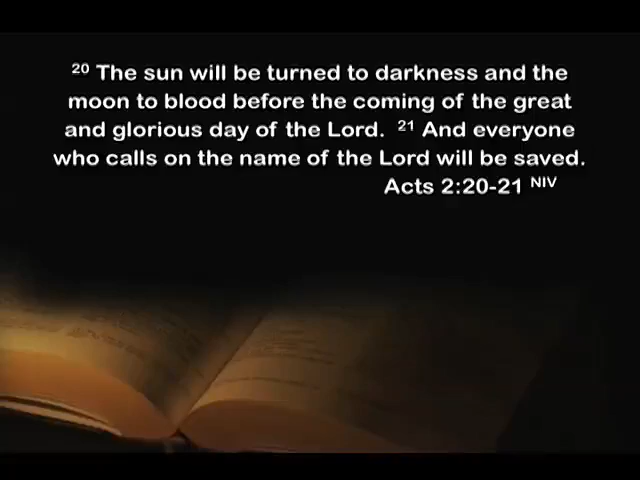 ²⁰ The sun will be turned to darkness and the
moon to blood before the coming of the great
and glorious day of the Lord. ²¹ And everyone
who calls on the name of the Lord will be saved.
Acts 2:20-21 NIV